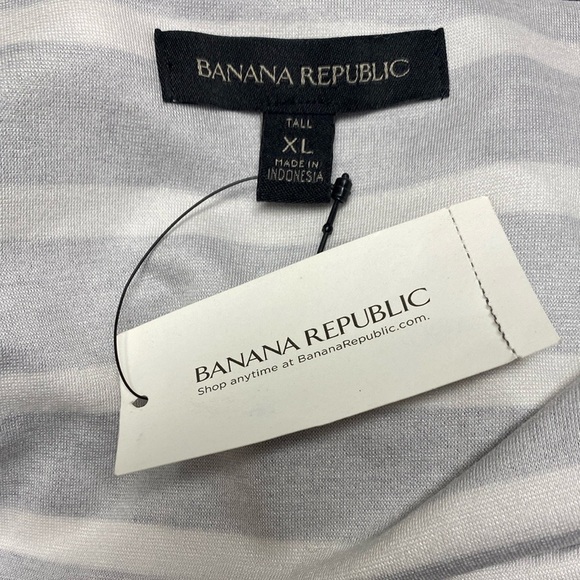 BANANA REPUBLIC
TALL
XL
MADE IN
INDONESIA
BANANA REPUBLIC
Shop anytime at BananaRepublic.com.